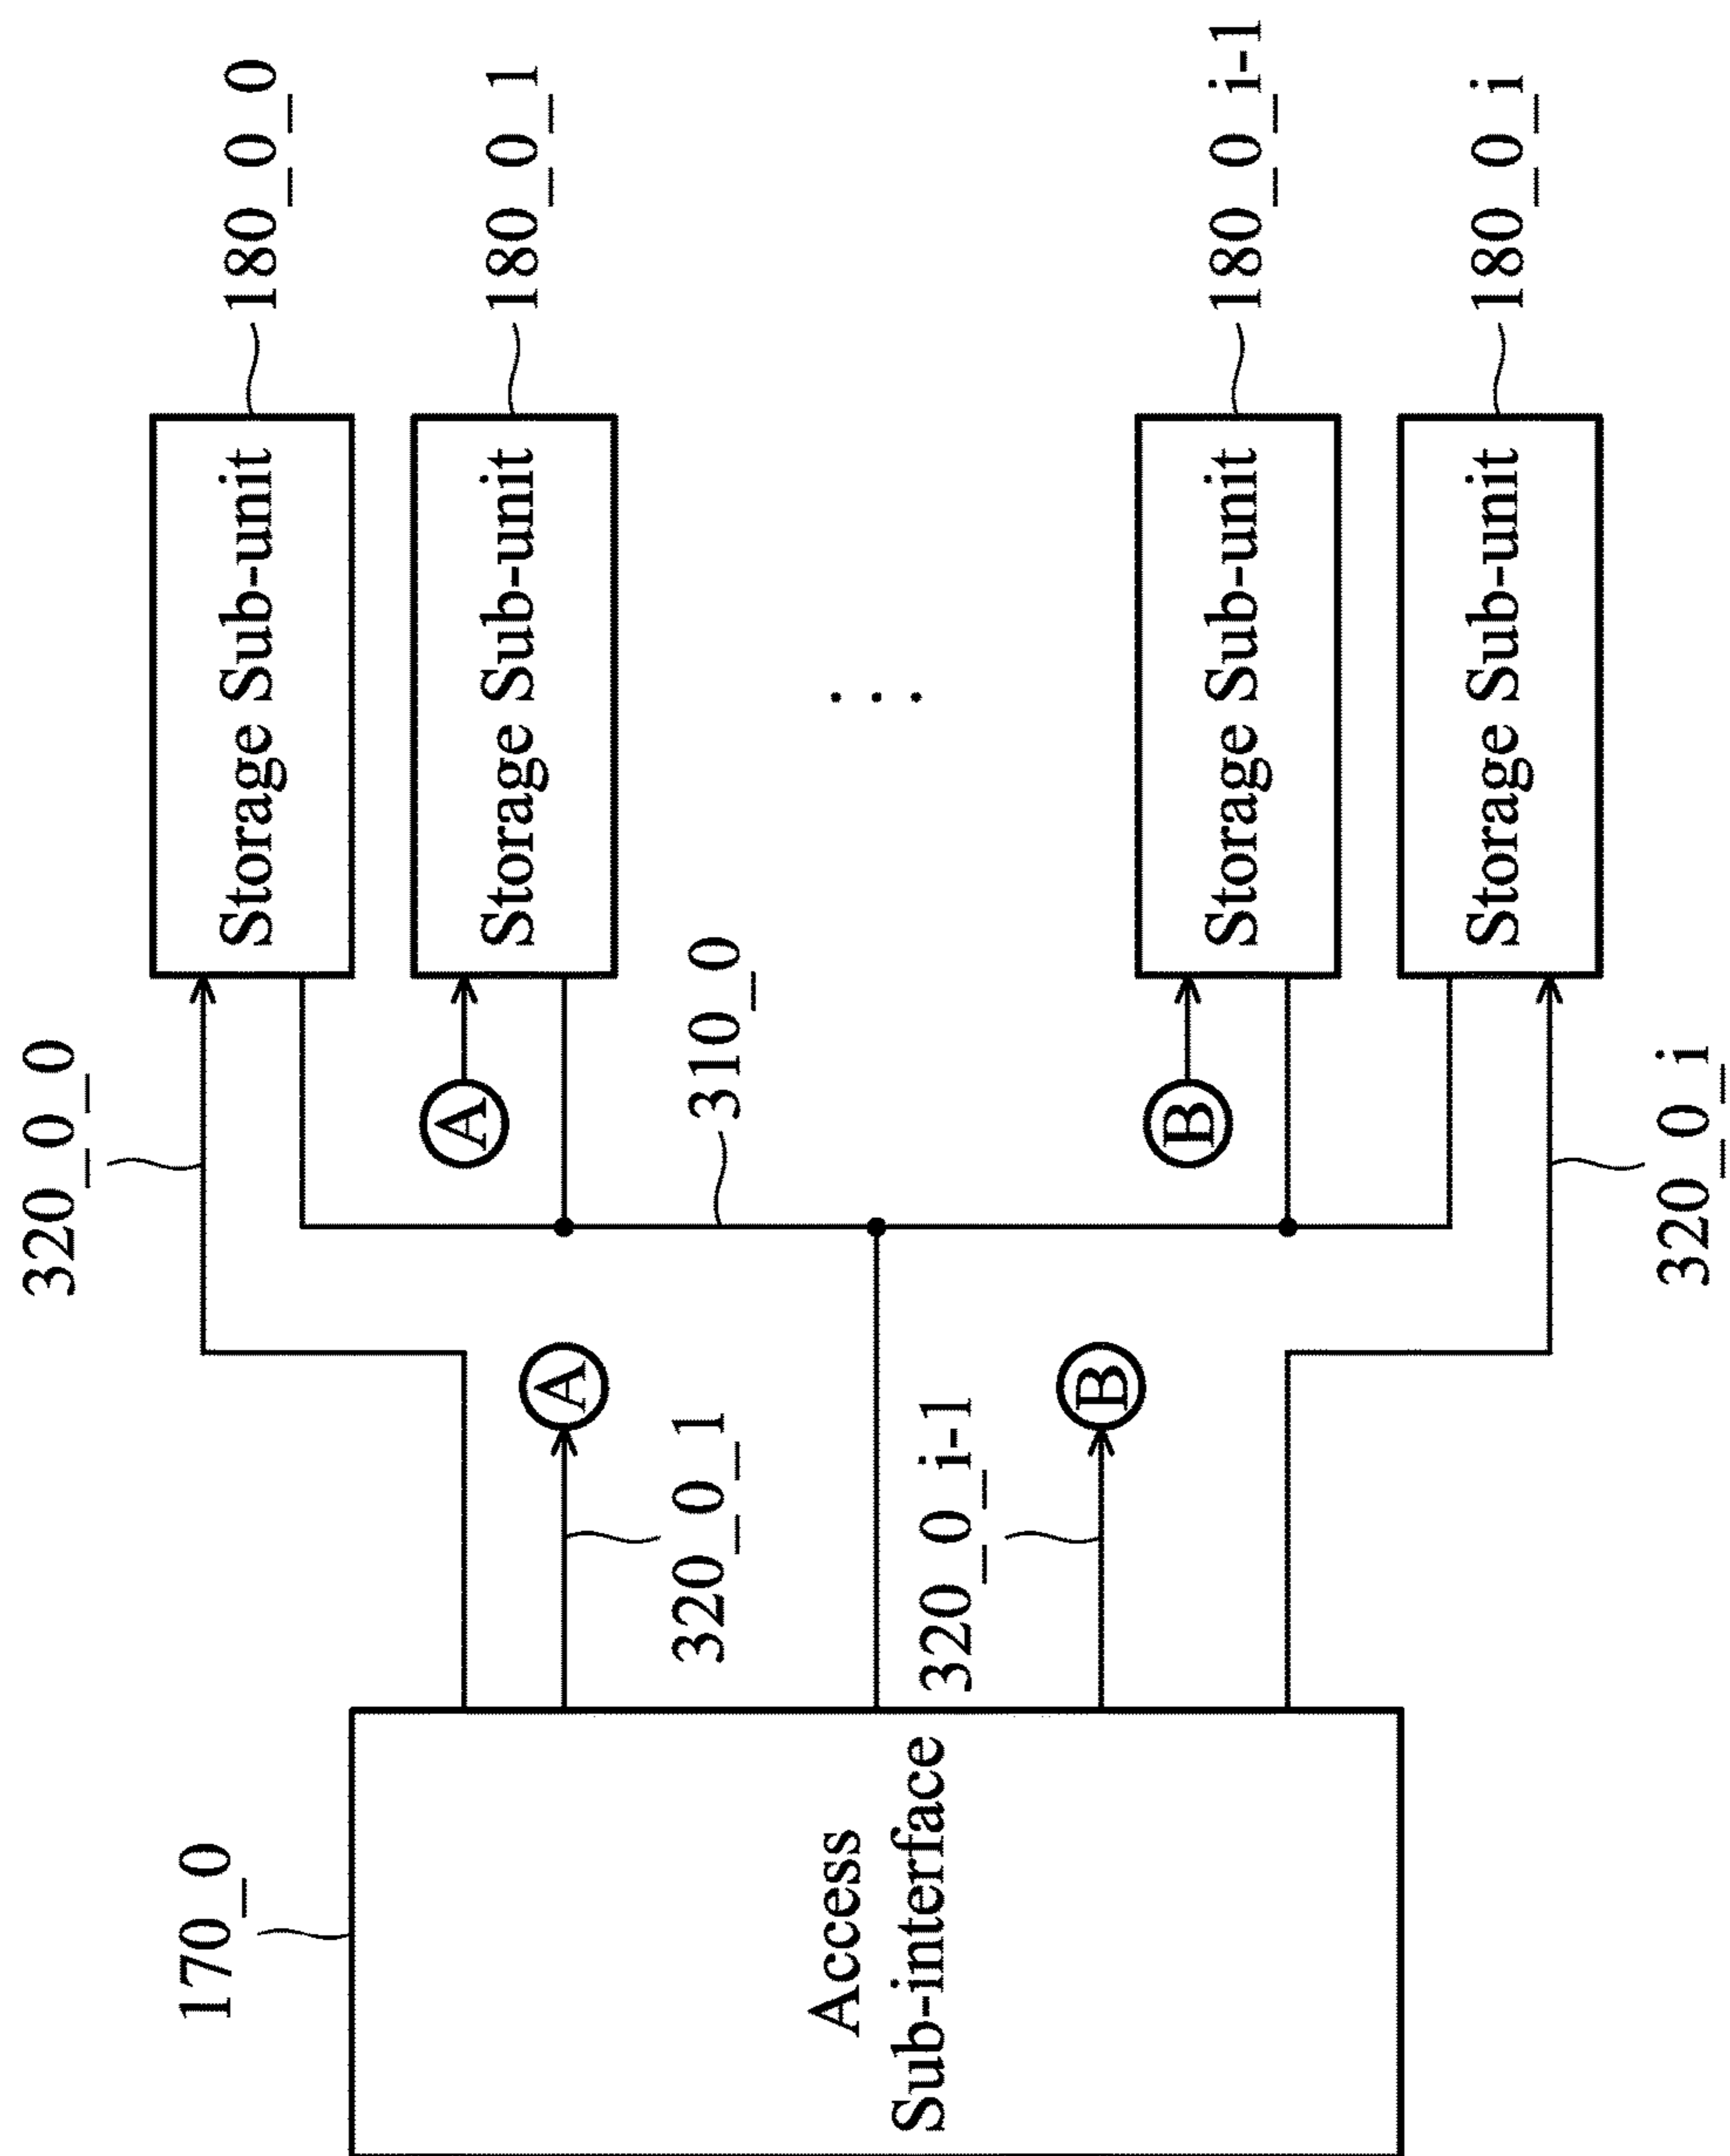 320_0_0
Storage Sub-unit
180_0_0
A
Storage Sub-unit
180_0_1
170_0
A
320_0_1
310_0
. . .
Access
Sub-interface
320_0_i-1
B
B
Storage Sub-unit
180_0_i-1
Storage Sub-unit
180_0_i
320_0_i